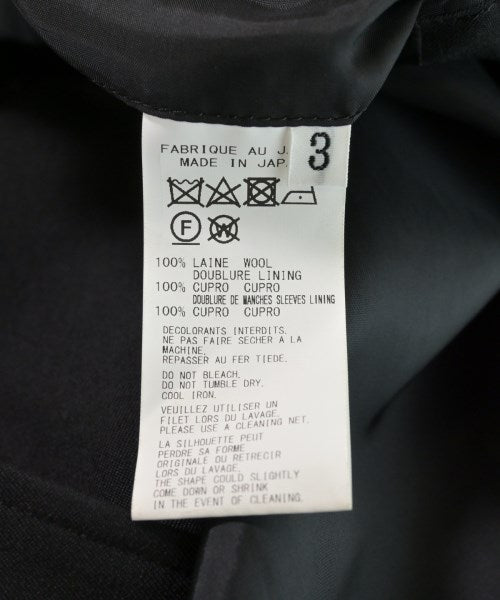 FABRIQUE AU J
MADE IN JAP
3
F
W
100% LAINE WOOL
DOUBLURE LINING
100% CUPRO CUPRO
DOUBLURE DE MANCHES SLEEVES LINING
100% CUPRO CUPRO
DECOLORANTS INTERDITS.
NE PAS FAIRE SECHER A LA
MACHINE.
REPASSER AU FER TIEDE.
DO NOT BLEACH.
DO NOT TUMBLE DRY.
COOL IRON.
VEUILLEZ UTILISER UN
FILET LORS DU LAVAGE.
PLEASE USE A CLEANING NET.
LA SILHOUETTE PEUT
PERDRE SA FORME
ORIGINALE OU RETRECIR
LORS DU LAVAGE.
THE SHAPE COULD SLIGHTLY
COME DOWN OR SHRINK
IN THE EVENT OF CLEANING.